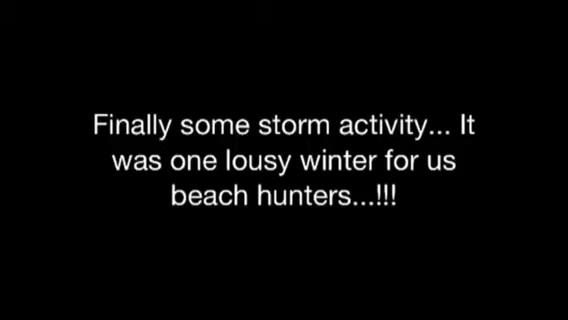 Finally some storm activity... It
was one lousy winter for us
beach hunters...!!!